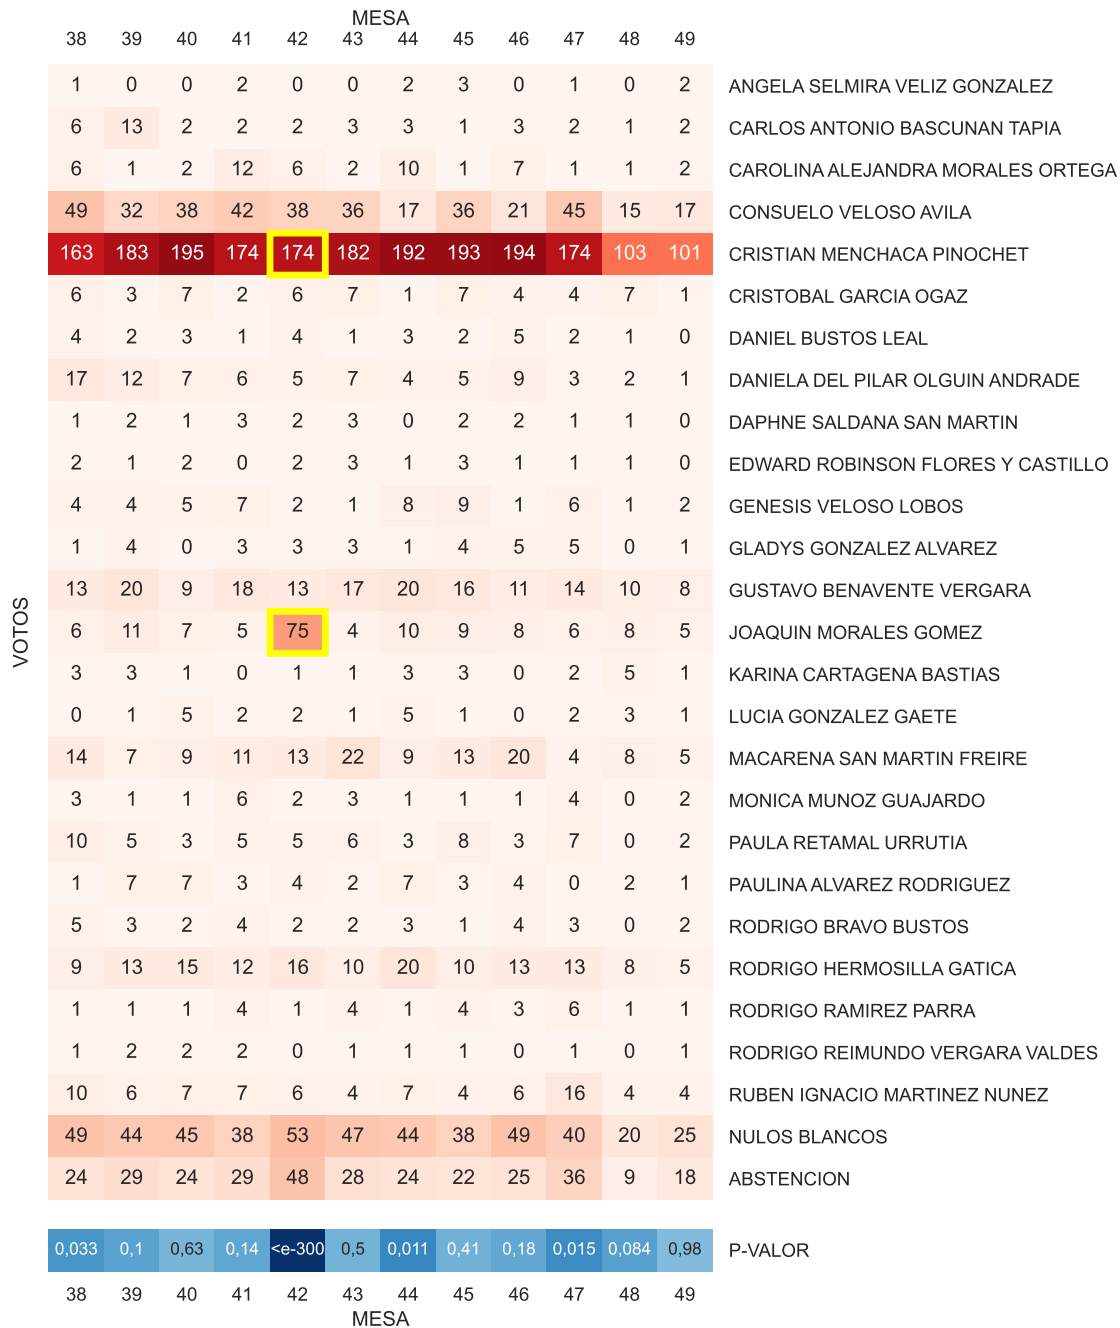 MESA
38 39 40 41 42 43 44 45 46 47 48 49
1 0 0 2 0 0 2 3 0 1 0 2 ANGELA SELMIRA VELIZ GONZALEZ
6 13 2 2 2 3 3 1 3 2 1 2 CARLOS ANTONIO BASCUNAN TAPIA
6 1 2 12 6 2 10 1 7 1 1 2 CAROLINA ALEJANDRA MORALES ORTEGA
49 32 38 42 38 36 17 36 21 45 15 17 CONSUELO VELOSO AVILA
163 183 195 174 174 182 192 193 194 174 103 101 CRISTIAN MENCHACA PINOCHET
6 3 7 2 6 7 1 7 4 4 7 1 CRISTOBAL GARCIA OGAZ
4 2 3 1 4 1 3 2 5 2 1 0 DANIEL BUSTOS LEAL
17 12 7 6 5 7 4 5 9 3 2 1 DANIELA DEL PILAR OLGUIN ANDRADE
1 2 1 3 2 3 0 2 2 1 1 0 DAPHNE SALDANA SAN MARTIN
2 1 2 0 2 3 1 3 1 1 1 0 EDWARD ROBINSON FLORES Y CASTILLO
4 4 5 7 2 1 8 9 1 6 1 2 GENESIS VELOSO LOBOS
1 4 0 3 3 3 1 4 5 5 0 1 GLADYS GONZALEZ ALVAREZ
13 20 9 18 13 17 20 16 11 14 10 8 GUSTAVO BENAVENTE VERGARA
VOTOS
6 11 7 5 75 4 10 9 8 6 8 5 JOAQUIN MORALES GOMEZ
3 3 1 0 1 1 3 3 0 2 5 1 KARINA CARTAGENA BASTIAS
0 1 5 2 2 1 5 1 0 2 3 1 LUCIA GONZALEZ GAETE
14 7 9 11 13 22 9 13 20 4 8 5 MACARENA SAN MARTIN FREIRE
3 1 1 6 2 3 1 1 1 4 0 2 MONICA MUNOZ GUAJARDO
10 5 3 5 5 6 3 8 3 7 0 2 PAULA RETAMAL URRUTIA
1 7 7 3 4 2 7 3 4 0 2 1 PAULINA ALVAREZ RODRIGUEZ
5 3 2 4 2 2 3 1 4 3 0 2 RODRIGO BRAVO BUSTOS
9 13 15 12 16 10 20 10 13 13 8 5 RODRIGO HERMOSILLA GATICA
1 1 1 4 1 4 1 4 3 6 1 1 RODRIGO RAMIREZ PARRA
1 2 2 2 0 1 1 1 0 1 0 1 RODRIGO REIMUNDO VERGARA VALDES
10 6 7 7 6 4 7 4 6 16 4 4 RUBEN IGNACIO MARTINEZ NUNEZ
49 44 45 38 53 47 44 38 49 40 20 25 NULOS BLANCOS
24 29 24 29 48 28 24 22 25 36 9 18 ABSTENCION
0,033 0,1 0,63 0,14 <e-300 0,5 0,011 0,41 0,18 0,015 0,084 0,98 P-VALOR
38 39 40 41 42 43 44 45 46 47 48 49
MESA